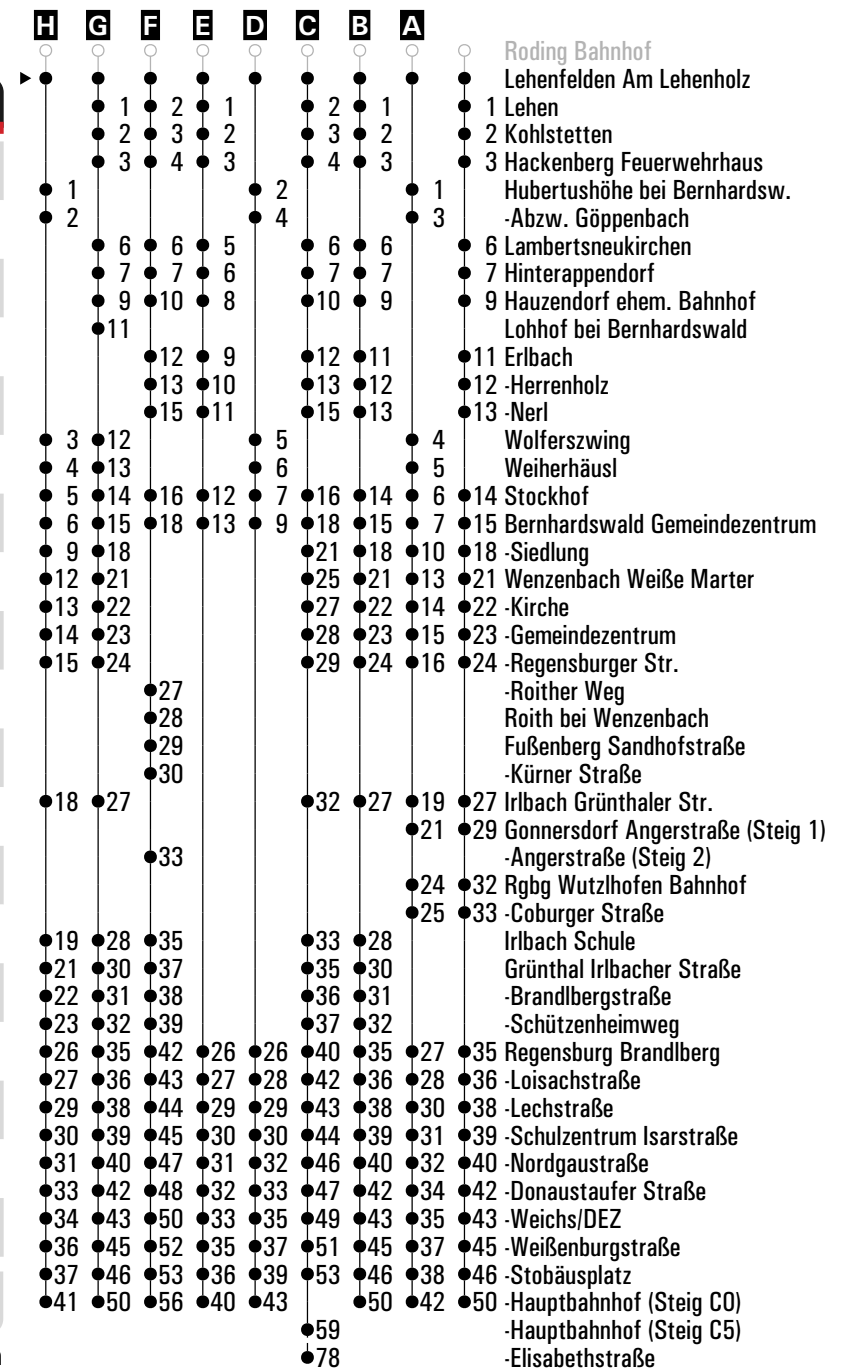 H G F E D C B A
Roding Bahnhof
Lehenfelden Am Lehenholz
1 2 1 2 1 1 Lehen
2 3 2 3 2 2 Kohlstetten
3 4 3 4 3 3 Hackenberg Feuerwehrhaus
1 2 1 Hubertushöhe bei Bernhardsw.
2 4 3 -Abzw. Göppenbach
6 6 5 6 6 6 Lambertsneukirchen
7 7 6 7 7 7 Hinterappendorf
9 10 8 10 9 9 Hauzendorf ehem. Bahnhof
11 Lohhof bei Bernhardswald
12 9 12 11 11 Erlbach
13 10 13 12 12 -Herrenholz
15 11 15 13 13 -Nerl
3 12 5 4 Wolferszwing
4 13 6 5 Weiherhäusl
5 14 16 12 7 16 14 6 14 Stockhof
6 15 18 13 9 18 15 7 15 Bernhardswald Gemeindezentrum
9 18 21 18 10 18 -Siedlung
12 21 25 21 13 21 Wenzenbach Weiße Marter
13 22 27 22 14 22 -Kirche
14 23 28 23 15 23 -Gemeindezentrum
15 24 29 24 16 24 -Regensburger Str.
27 -Roither Weg
28 Roith bei Wenzenbach
29 Fußenberg Sandhofstraße
30 -Kürner Straße
18 27 32 27 19 27 Irlbach Grünthaler Str.
21 29 Gonnersdorf Angerstraße (Steig 1)
33 -Angerstraße (Steig 2)
24 32 Rgbg Wutzlhofen Bahnhof
25 33 -Coburger Straße
19 28 35 33 28 Irlbach Schule
21 30 37 35 30 Grünthal Irlbacher Straße
22 31 38 36 31 -Brandlbergstraße
23 32 39 37 32 -Schützenheimweg
26 35 42 26 26 40 35 27 35 Regensburg Brandlberg
27 36 43 27 28 42 36 28 36 -Loisachstraße
29 38 44 29 29 43 38 30 38 -Lechstraße
30 39 45 30 30 44 39 31 39 -Schulzentrum Isarstraße
31 40 47 31 32 46 40 32 40 -Nordgaustraße
33 42 48 32 33 47 42 34 42 -Donaustaufer Straße
34 43 50 33 35 49 43 35 43 -Weichs/DEZ
36 45 52 35 37 51 45 37 45 -Weißenburgstraße
37 46 53 36 39 53 46 38 46 -Stobäusplatz
41 50 56 40 43 50 42 50 -Hauptbahnhof (Steig C0)
59 -Hauptbahnhof (Steig C5)
78 -Elisabethstraße